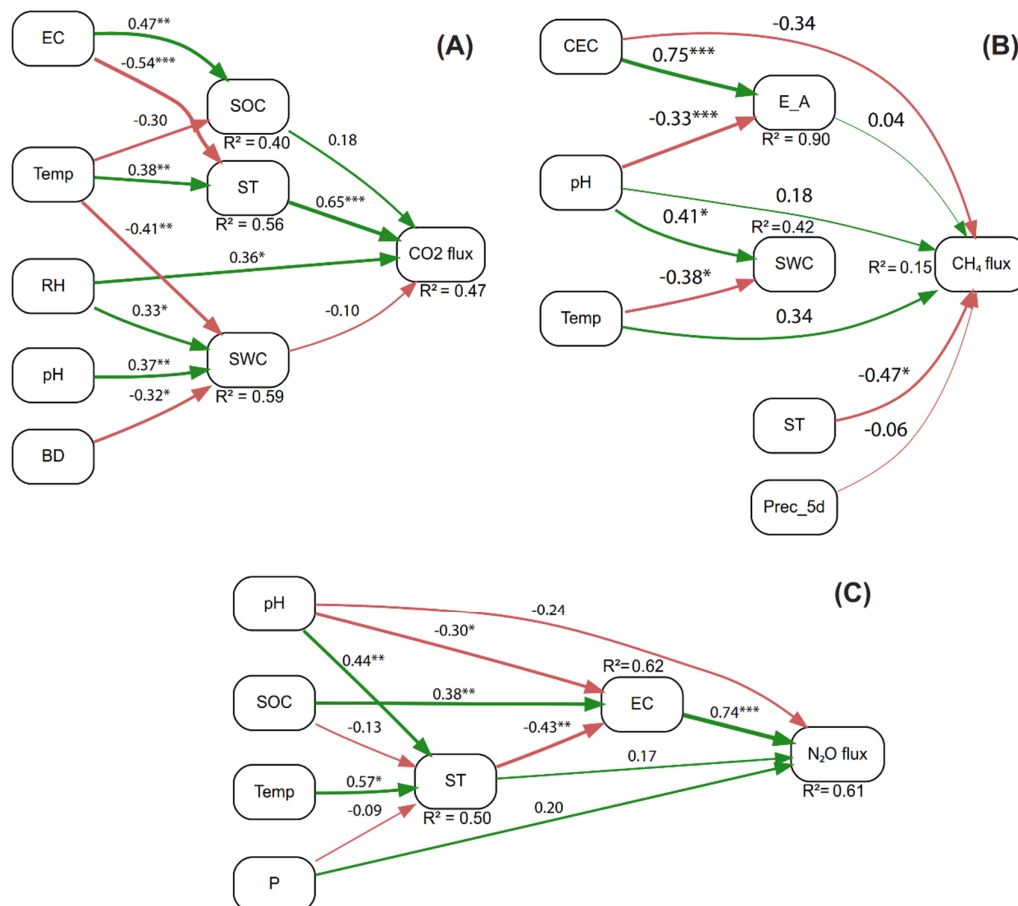 (A)
EC
0.47**
-0.54***
SOC
R² = 0.40
-0.30
0.18
Temp
0.38**
ST
R² = 0.56
0.65***
-0.41**
CO2 flux
R² = 0.47
RH
0.36*
0.33*
-0.10
pH
0.37**
SWC
R² = 0.59
-0.32*
BD
(B)
-0.34
CEC
0.75***
E_A
R² = 0.90
-0.33***
0.04
pH
0.18
0.41*
R² = 0.42
SWC
R² = 0.15
CH₄ flux
-0.38*
Temp
0.34
-0.47*
ST
-0.06
Prec_5d
(C)
pH
-0.24
-0.30*
0.44**
R²= 0.62
SOC
0.38**
EC
0.74***
-0.13
-0.43**
N₂O flux
R²= 0.61
Temp
0.57*
ST
R² = 0.50
0.17
-0.09
0.20
P